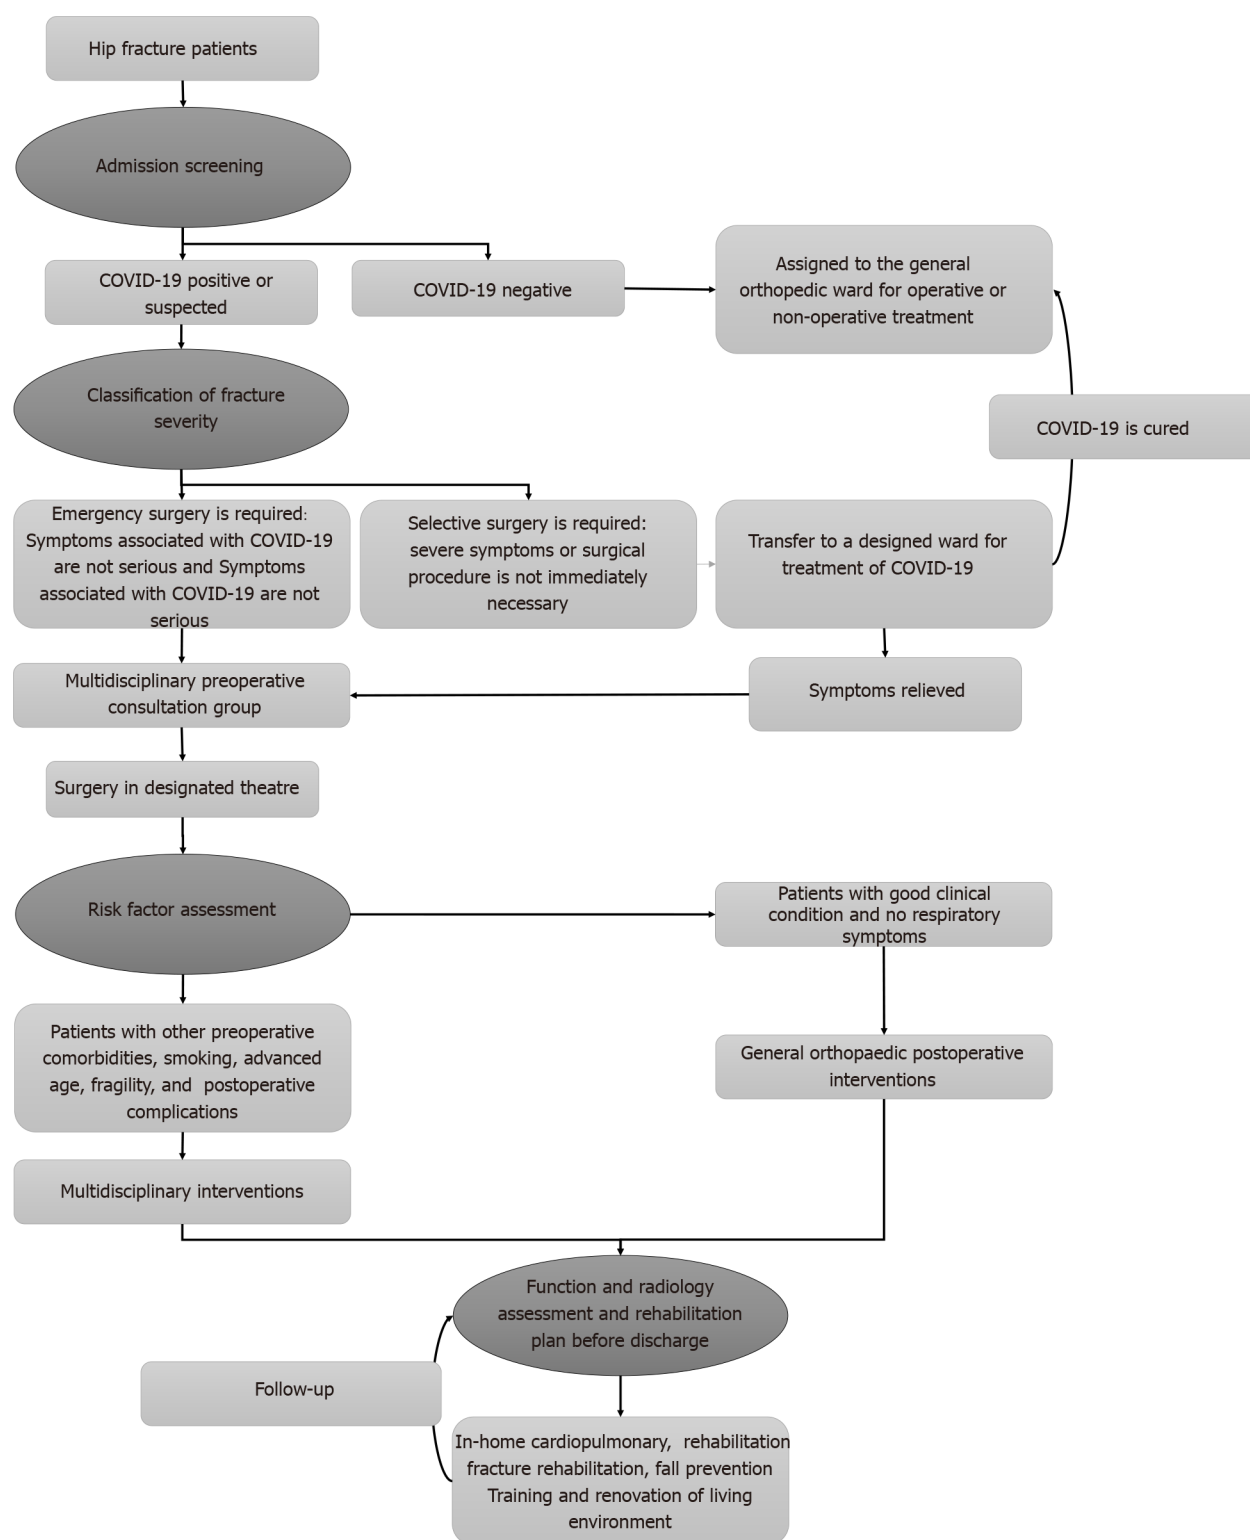 Hip fracture patients
Admission screening
COVID-19 positive or
suspected
COVID-19 negative
Assigned to the general
orthopedic ward for operative or
non-operative treatment
Classification of fracture
severity
COVID-19 is cured
Emergency surgery is required:
Symptoms associated with COVID-19
are not serious and Symptoms
associated with COVID-19 are not
serious
Selective surgery is required:
severe symptoms or surgical
procedure is not immediately
necessary
Transfer to a designed ward for
treatment of COVID-19
Multidisciplinary preoperative
consultation group
Symptoms relieved
Surgery in designated theatre
Risk factor assessment
Patients with good clinical
condition and no respiratory
symptoms
Patients with other preoperative
comorbidities, smoking, advanced
age, fragility, and  postoperative
complications
General orthopaedic postoperative
interventions
Multidisciplinary interventions
Function and radiology
assessment and rehabilitation
plan before discharge
Follow-up
In-home cardiopulmonary,  rehabilitation
fracture rehabilitation, fall prevention
Training and renovation of living
environment